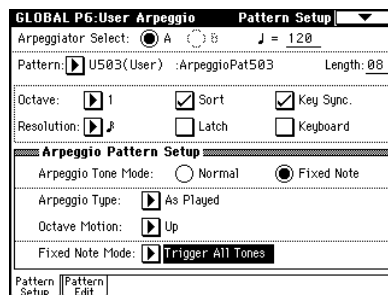 GLOBAL P6:User Arpeggio Pattern Setup
Arpeggiator Select: A B ♩ = 120
Pattern: U503(User) :ArpeggioPat503 Length: 08
Octave: 1 Sort Key Sync.
Resolution: ♪ Latch Keyboard
Arpeggio Pattern Setup
Arpeggio Tone Mode: Normal Fixed Note
Arpeggio Type: As Played
Octave Motion: Up
Fixed Note Mode: Trigger All Tones
Pattern Setup Pattern Edit